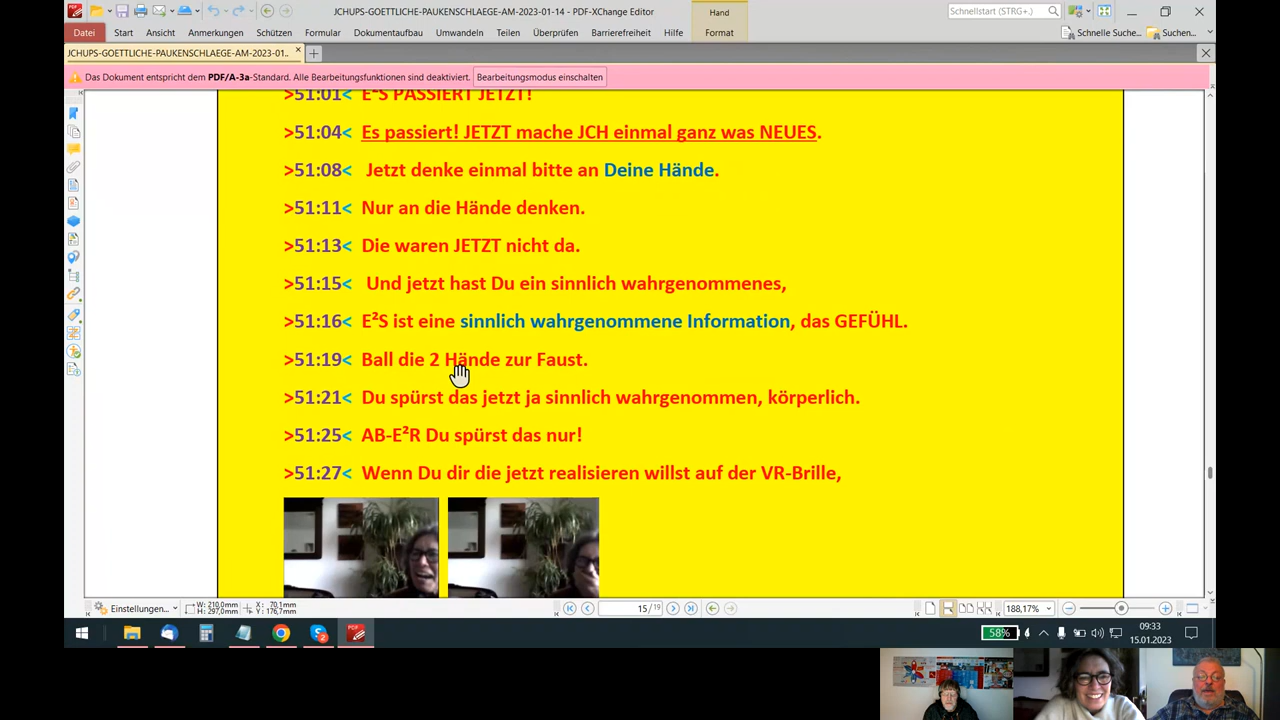 JCHUPS-GOETTLICHE-PAUKENSCHLAEGE-AM-2023-01-14 - PDF-XChange Editor
Hand
Schnellstart (STRG+.)
Datei
Start
Ansicht
Anmerkung
Schützen
Formular
Dokumentaufbau
Umwandeln
Teilen
Überprüfen
Barrierefreiheit
Hilfe
Format
Schnelle Suche...
Suchen...
JCHUPS-GOETTLICHE-PAUKENSCHLAEGE-AM-2023-01..
Das Dokument entspricht dem PDF/A-3a-Standard. Alle Bearbeitungsfunktionen sind deaktiviert.
Bearbeitungsmodus einschalten
>51:01< E²S PASSIERT JETZT!
>51:04< Es passiert! JETZT mache JCH einmal ganz was NEUES.
>51:08< Jetzt denke einmal bitte an Deine Hände.
>51:11< Nur an die Hände denken.
>51:13< Die waren JETZT nicht da.
>51:15< Und jetzt hast Du ein sinnlich wahrgenommenes,
>51:16< E²S ist eine sinnlich wahrgenommene Information, das GEFÜHL.
>51:19< Ball die 2 Hände zur Faust.
>51:21< Du spürst das jetzt ja sinnlich wahrgenommen, körperlich.
>51:25< AB-E²R Du spürst das nur!
>51:27< Wenn Du dir die jetzt realisieren willst auf der VR-Brille,
Einstellungen...
W: 210,0mm
H: 297,0mm
X: 70,1mm
Y: 176,7mm
15 / 19
188,17%
58%
09:33
15.01.2023